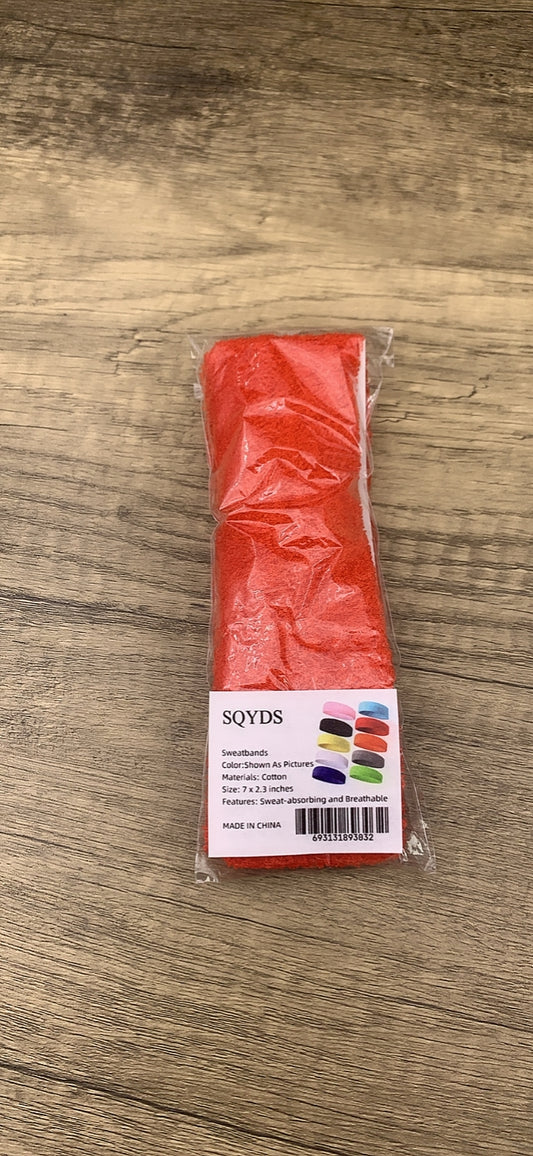 SQYDS
Sweatbands
Color:Shown As Pictures
Materials: Cotton
Size: 7 x 2.3 inches
Features: Sweat-absorbing and Breathable
MADE IN CHINA
693131893832